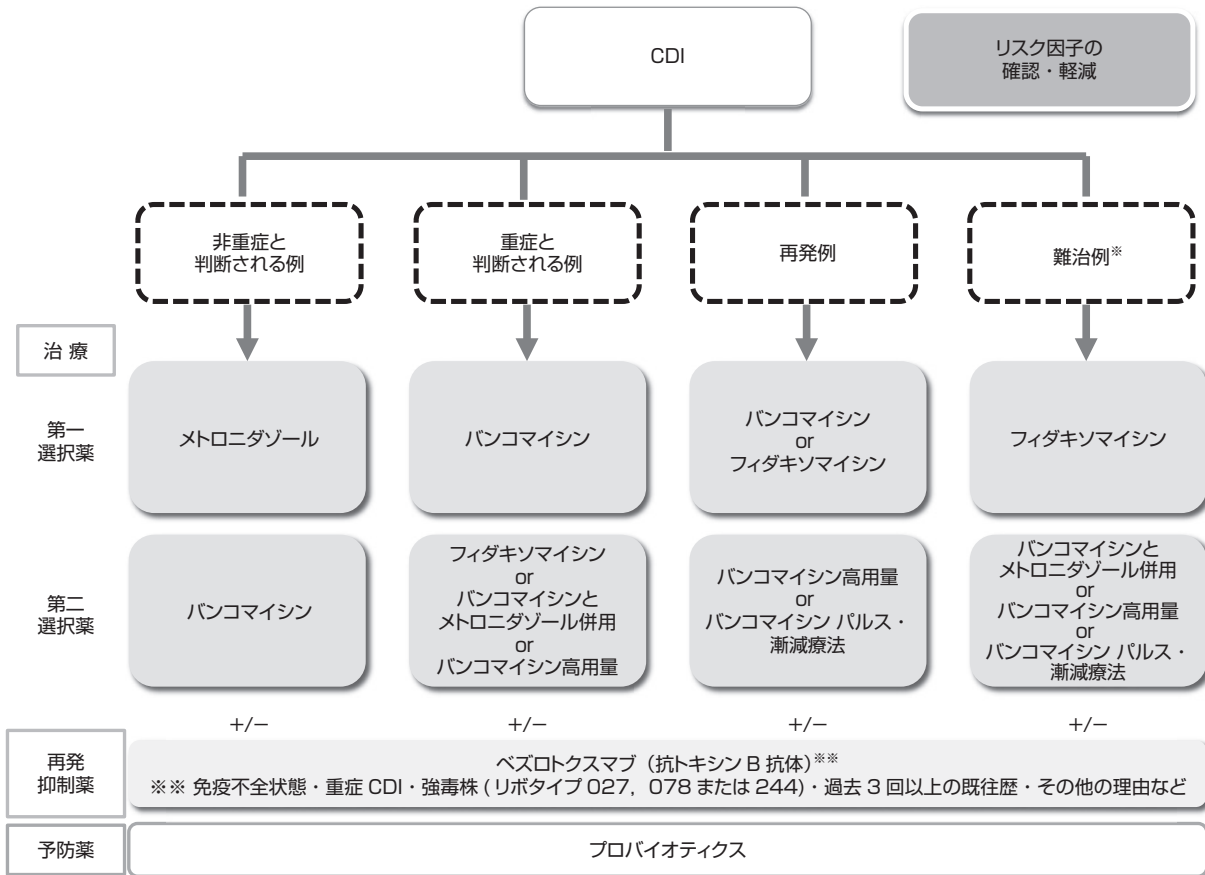 CDI
リスク因子の
確認・軽減
非重症と
判断される例
重症と
判断される例
再発例
難治例※
治 療
第一
選択薬
メトロニダゾール
バンコマイシン
バンコマイシン
or
フィダキソマイシン
フィダキソマイシン
第二
選択薬
バンコマイシン
フィダキソマイシン
or
バンコマイシンと
メトロニダゾール併用
or
バンコマイシン高用量
バンコマイシン高用量
or
バンコマイシン パルス・
漸減療法
バンコマイシンと
メトロニダゾール併用
or
バンコマイシン高用量
or
バンコマイシン パルス・
漸減療法
+/−
+/−
+/−
+/−
再発
抑制薬
ベズロトクスマブ（抗トキシン B 抗体）※※
※※ 免疫不全状態・重症 CDI・強毒株 ( リボタイプ 027，078 または 244)・過去 3 回以上の既往歴・その他の理由など
予防薬
プロバイオティクス